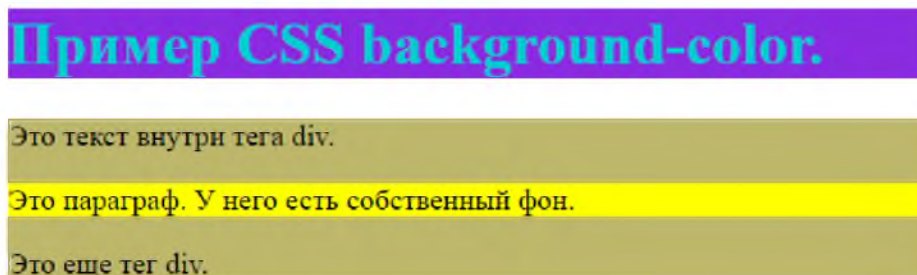 Пример CSS background-color.
Это текст внутри тега div.
Это параграф. У него есть собственный фон.
Это еще тег div.